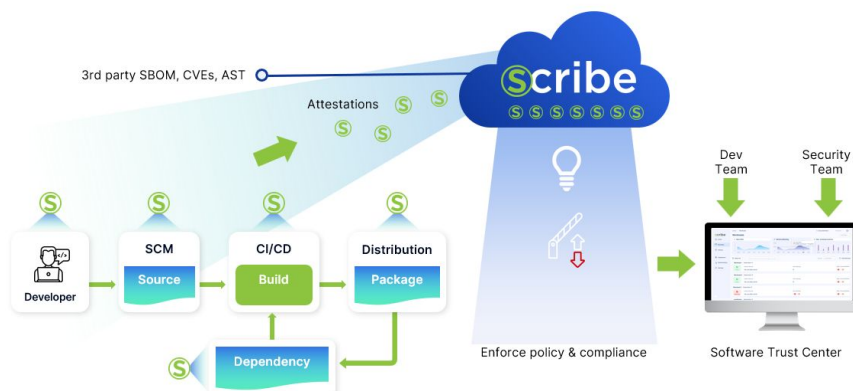 3rd party SBOM, CVEs, AST
Attestations
scribe
S S S S S S S
S S S S
Dev
Team
Security
Team
S S S S
SCM
CI/CD
Distribution
Source
Build
Package
Developer
S
Dependency
Enforce policy & compliance
Software Trust Center